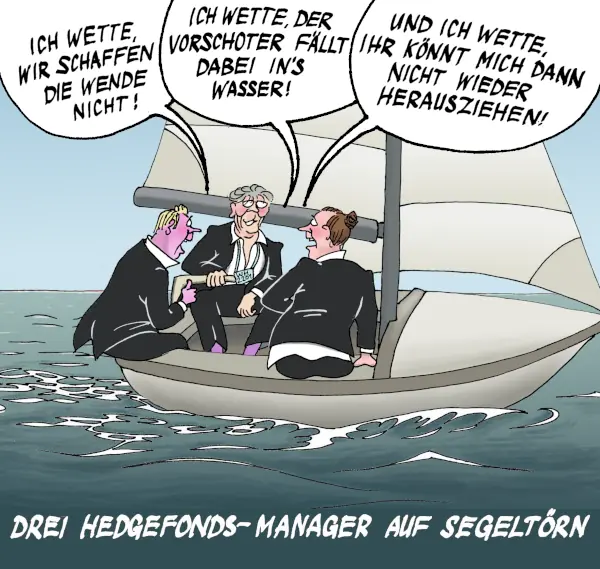 ICH WETTE,
WIR SCHAFFEN
DIE WENDE
NICHT!
ICH WETTE, DER
VORSCHOTER FÄLLT
DABEI IN'S
WASSER!
UND ICH WETTE,
IHR KÖNNT MICH DANN
NICHT WIEDER
HERAUSZIEHEN!
DREI HEDGEFONDS-MANAGER AUF SEGELTÖRN